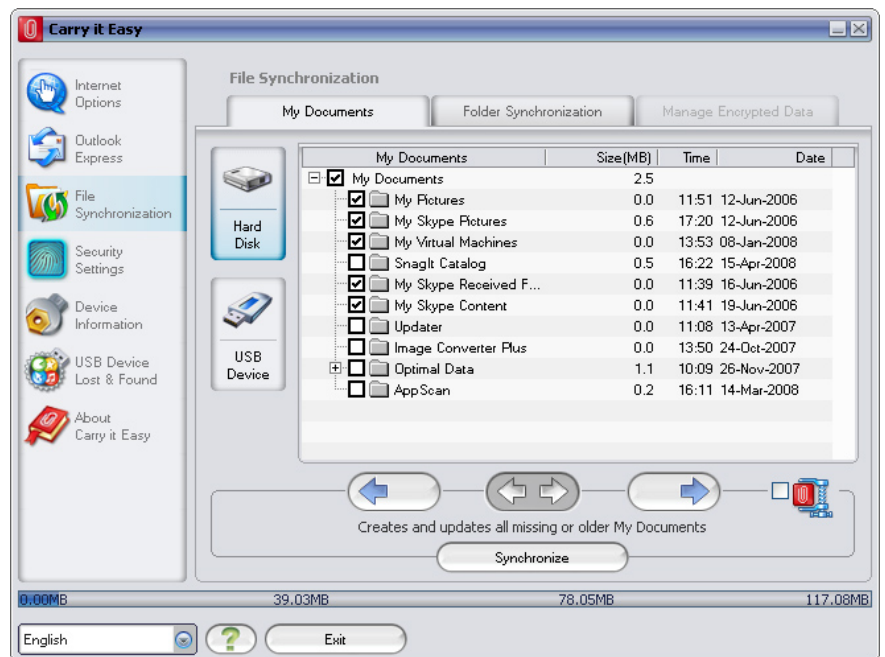 Carry it Easy
Internet
Options
Outlook
Express
File
Synchronization
Security
Settings
Device
Information
USB Device
Lost & Found
About
Carry it Easy
File Synchronization
My Documents
Folder Synchronization
Manage Encrypted Data
Hard
Disk
USB
Device
My Documents Size(MB) Time Date
My Documents 2.5
My Pictures 0.0 11:51 12-Jun-2006
My Skype Pictures 0.6 17:20 12-Jun-2006
My Virtual Machines 0.0 13:53 08-Jan-2008
SnagIt Catalog 0.5 16:22 15-Apr-2008
My Skype Received F... 0.0 11:39 16-Jun-2006
My Skype Content 0.0 11:41 19-Jun-2006
Updater 0.0 11:08 13-Apr-2007
Image Converter Plus 0.0 13:50 24-Oct-2007
Optimal Data 1.1 10:09 26-Nov-2007
AppScan 0.2 16:11 14-Mar-2008
Creates and updates all missing or older My Documents
Synchronize
0.00MB 39.03MB 78.05MB 117.08MB
English
?
Exit